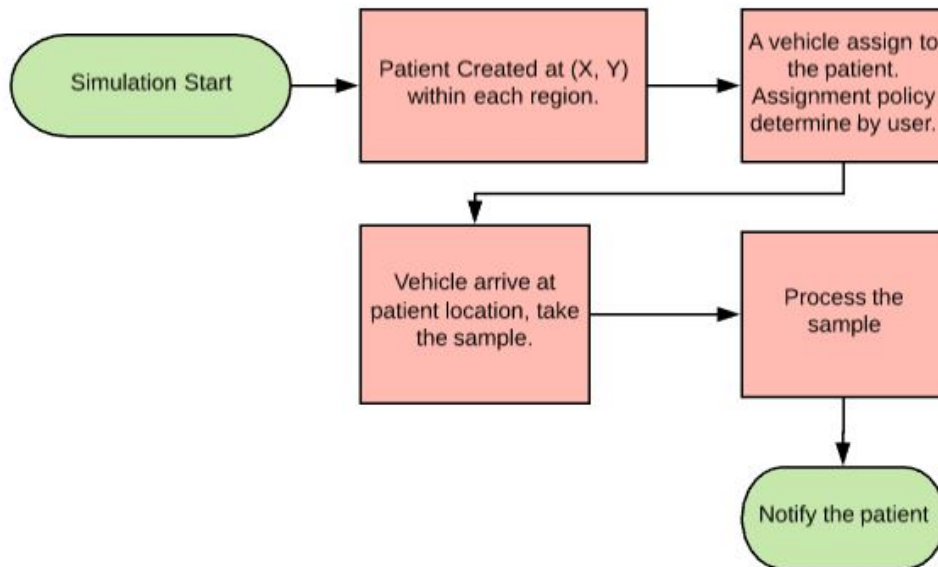 Simulation Start
Patient Created at (X, Y)
within each region.
A vehicle assign to
the patient.
Assignment policy
determine by user.
Vehicle arrive at
patient location, take
the sample.
Process the
sample
Notify the patient